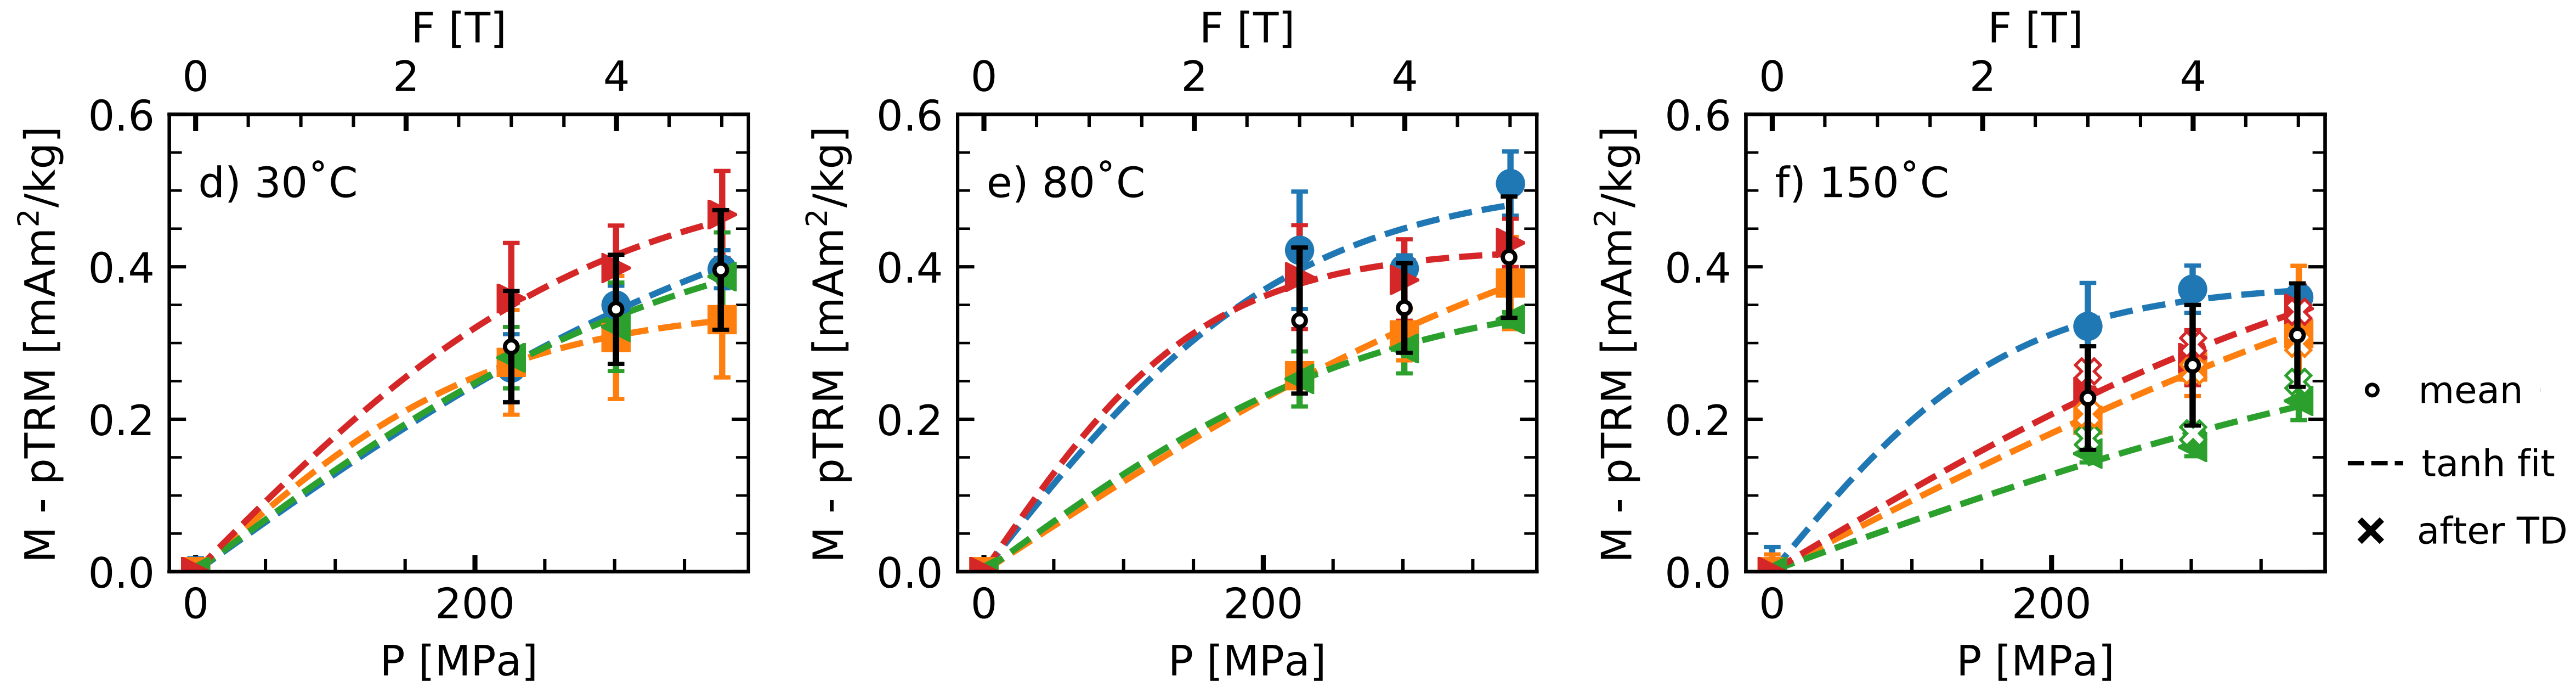 F [T]
0 2 4
M - pTRM [mAm²/kg]
0.6
0.4
0.2
0.0
d) 30˚C
0 200
P [MPa]
F [T]
0 2 4
M - pTRM [mAm²/kg]
0.6
0.4
0.2
0.0
e) 80˚C
0 200
P [MPa]
F [T]
0 2 4
M - pTRM [mAm²/kg]
0.6
0.4
0.2
0.0
f) 150˚C
0 200
P [MPa]
mean
tanh fit
after TD